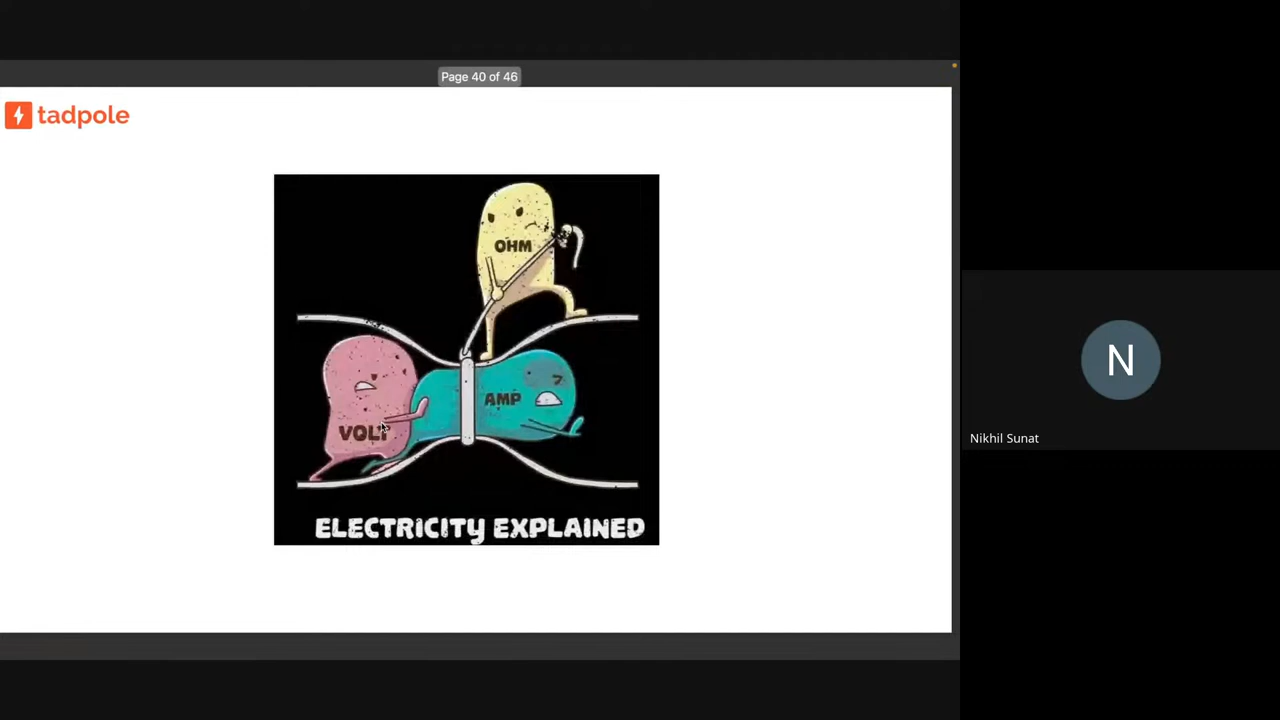 Page 40 of 46
tadpole
OHM
AMP
VOLT
ELECTRICITY EXPLAINED
N
Nikhil Sunat